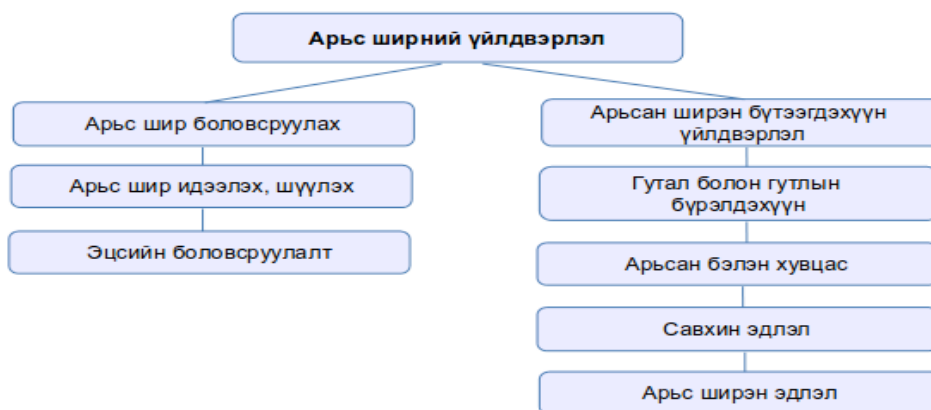 Арьс ширний үйлдвэрлэл
Арьс шир боловсруулах
Арьс шир идээлэх, шүүлэх
Эцсийн боловсруулалт
Арьсан ширэн бүтээгдэхүүн
үйлдвэрлэл
Гутал болон гутлын
бүрэлдэхүүн
Арьсан бэлэн хувцас
Савхин эдлэл
Арьс ширэн эдлэл